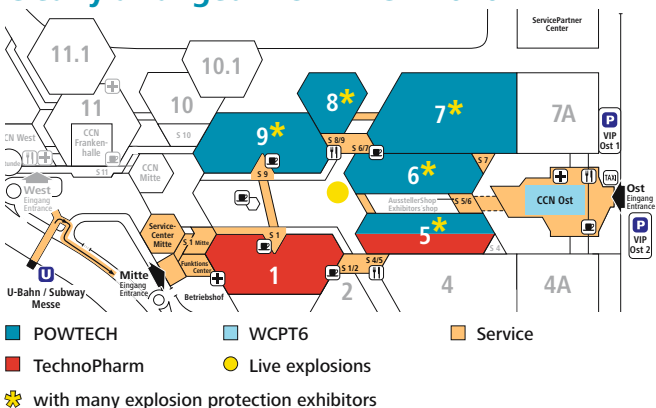 ServicePartner
Center
11.1
10.1
11
10
8*
7*
7A
S 10
9*
P
VIP
Ost 1
CCN West
CCN
Franken-
halle
S 8/9
S 6/7
S 11
CCN
Mitte
S 9
6*
S 7
TAXI
West
Eingang
Entrance
AusstellerShop
Exhibitors shop
S 5/6
CCN Ost
Ost
Eingang
Entrance
Service-
Center
Mitte
S 1 Mitte
S 1
5*
S 4
P
VIP
Ost 2
Funktions
Center
1
S 1/2
S 4/5
2
4
4A
U
U-Bahn / Subway
Messe
Mitte
Eingang
Entrance
Betriebshof
POWTECH
WCPT6
Service
TechnoPharm
Live explosions
* with many explosion protection exhibitors